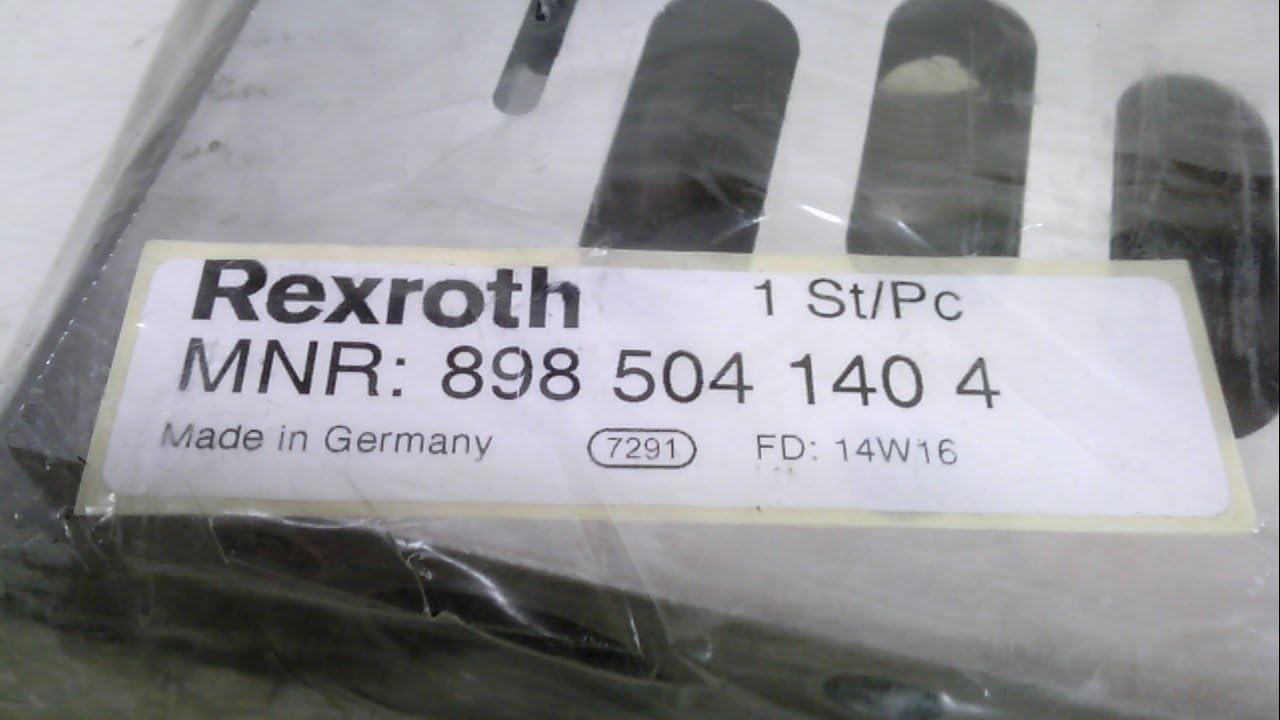 Rexroth 1 St/Pc
MNR: 898 504 140 4
Made in Germany 7291 FD: 14W16